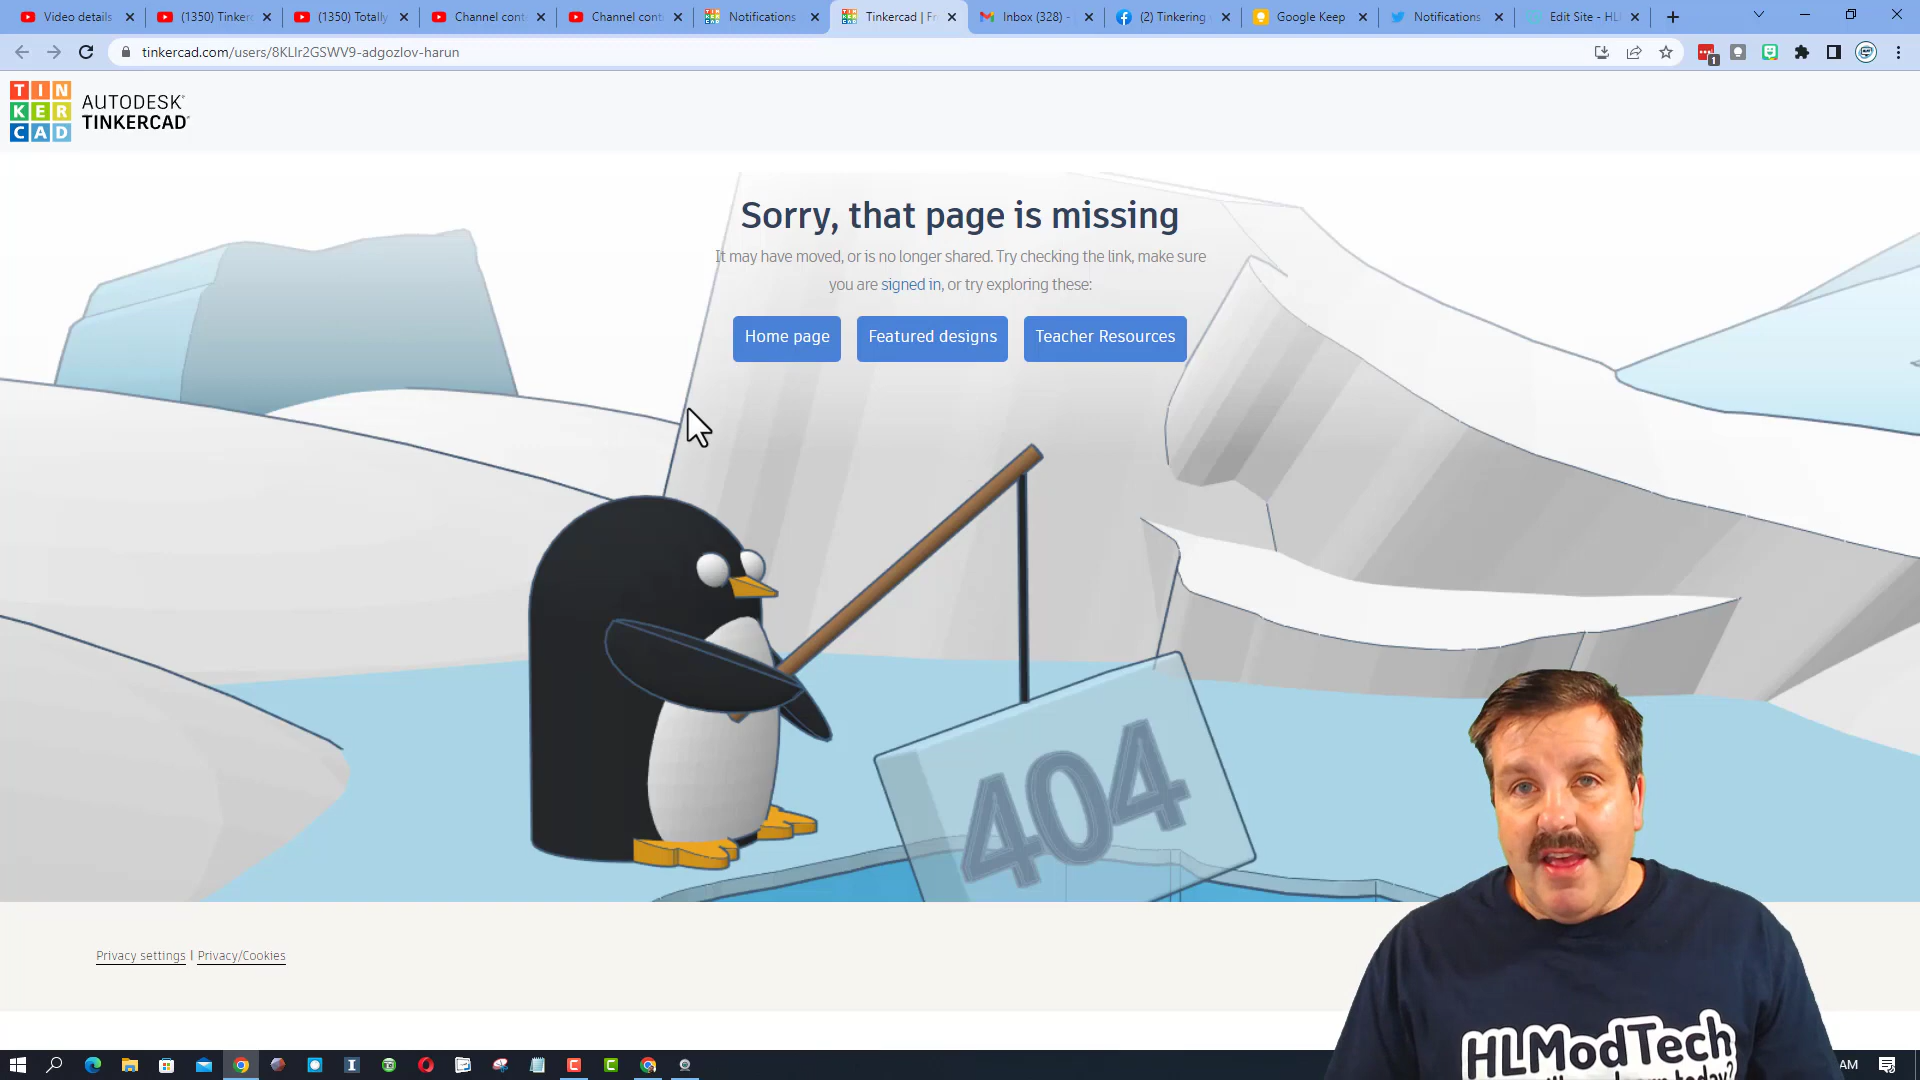 Video details
(1350) Tinker
(1350) Totally
Channel cont
Channel cont
Notifications
Tinkercad | Fr
Inbox (328) -
(2) Tinkering
Google Keep
Notifications
Edit Site - HL
tinkercad.com/users/8KLIr2GSWV9-adgozlov-harun
1
TIN
KER
CAD
AUTODESK®
TINKERCAD®
Sorry, that page is missing
It may have moved, or is no longer shared. Try checking the link, make sure
you are signed in, or try exploring these:
Home page
Featured designs
Teacher Resources
404
Privacy settings | Privacy/Cookies
HLModTech
AM